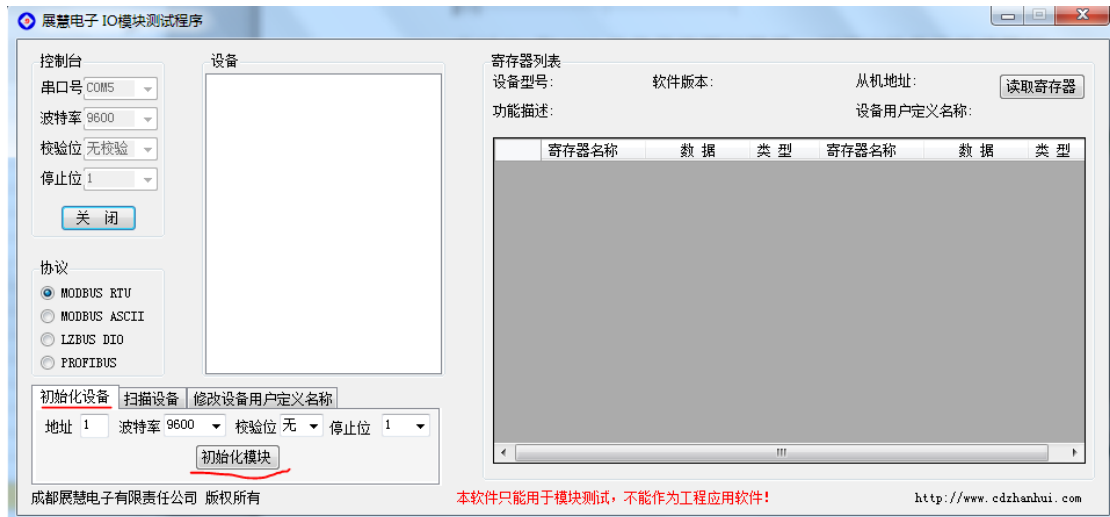 展慧电子 IO模块测试程序
控制台
串口号 COM5
波特率 9600
校验位 无校验
停止位 1
关 闭
设备
协议
MODBUS RTU
MODBUS ASCII
LZBUS DIO
PROFIBUS
初始化设备 扫描设备 修改设备用户定义名称
地址 1 波特率 9600 校验位 无 停止位 1
初始化模块
寄存器列表
设备型号: 软件版本: 从机地址: 读取寄存器
功能描述: 设备用户定义名称:
寄存器名称 数 据 类 型 寄存器名称 数 据 类 型
成都展慧电子有限责任公司 版权所有 本软件只能用于模块测试，不能作为工程应用软件! http://www.cdzhanhui.com